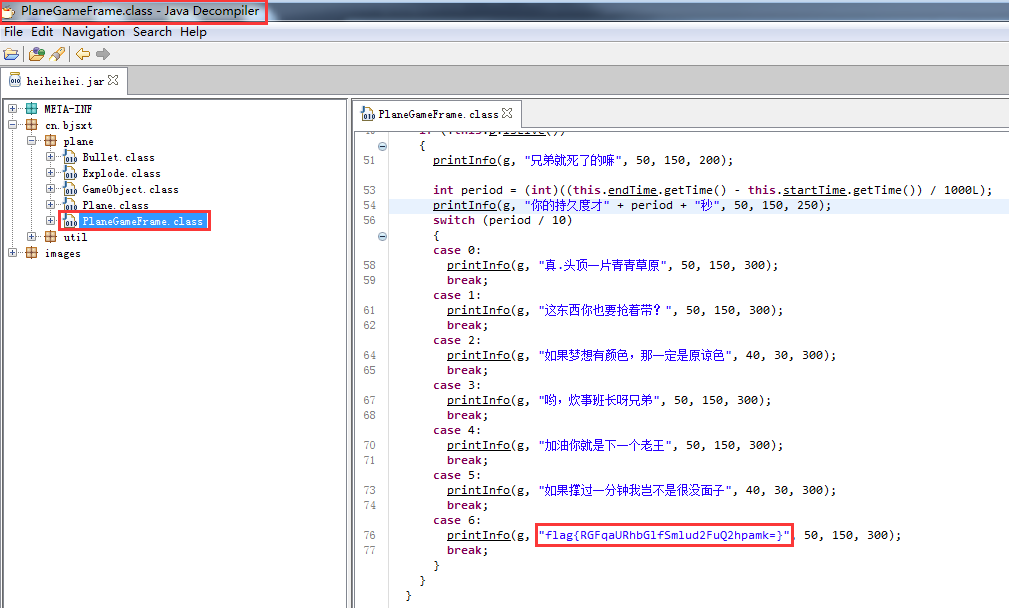 PlaneGameFrame.class - Java Decompiler
File Edit Navigation Search Help
heiheihei.jar
META-INF
cn.bjsxt
plane
Bullet.class
Explode.class
GameObject.class
Plane.class
PlaneGameFrame.class
util
images
PlaneGameFrame.class
{
51 printInfo(g, "兄弟就死了的嘛", 50, 150, 200);
53 int period = (int)((this.endTime.getTime() - this.startTime.getTime()) / 1000L);
54 printInfo(g, "你的持久度才" + period + "秒", 50, 150, 250);
56 switch (period / 10)
{
case 0:
58 printInfo(g, "真.头顶一片青青草原", 50, 150, 300);
59 break;
case 1:
61 printInfo(g, "这东西你也要抢着带？", 50, 150, 300);
62 break;
case 2:
64 printInfo(g, "如果梦想有颜色，那一定是原谅色", 40, 30, 300);
65 break;
case 3:
67 printInfo(g, "哟，炊事班长呀兄弟", 50, 150, 300);
68 break;
case 4:
70 printInfo(g, "加油你就是下一个老王", 50, 150, 300);
71 break;
case 5:
73 printInfo(g, "如果撑过一分钟我岂不是很没面子", 40, 30, 300);
74 break;
case 6:
76 printInfo(g, "flag{RGFqaURhbGlfSmlud2FuQ2hpamk=}", 50, 150, 300);
77 break;
}
}
}